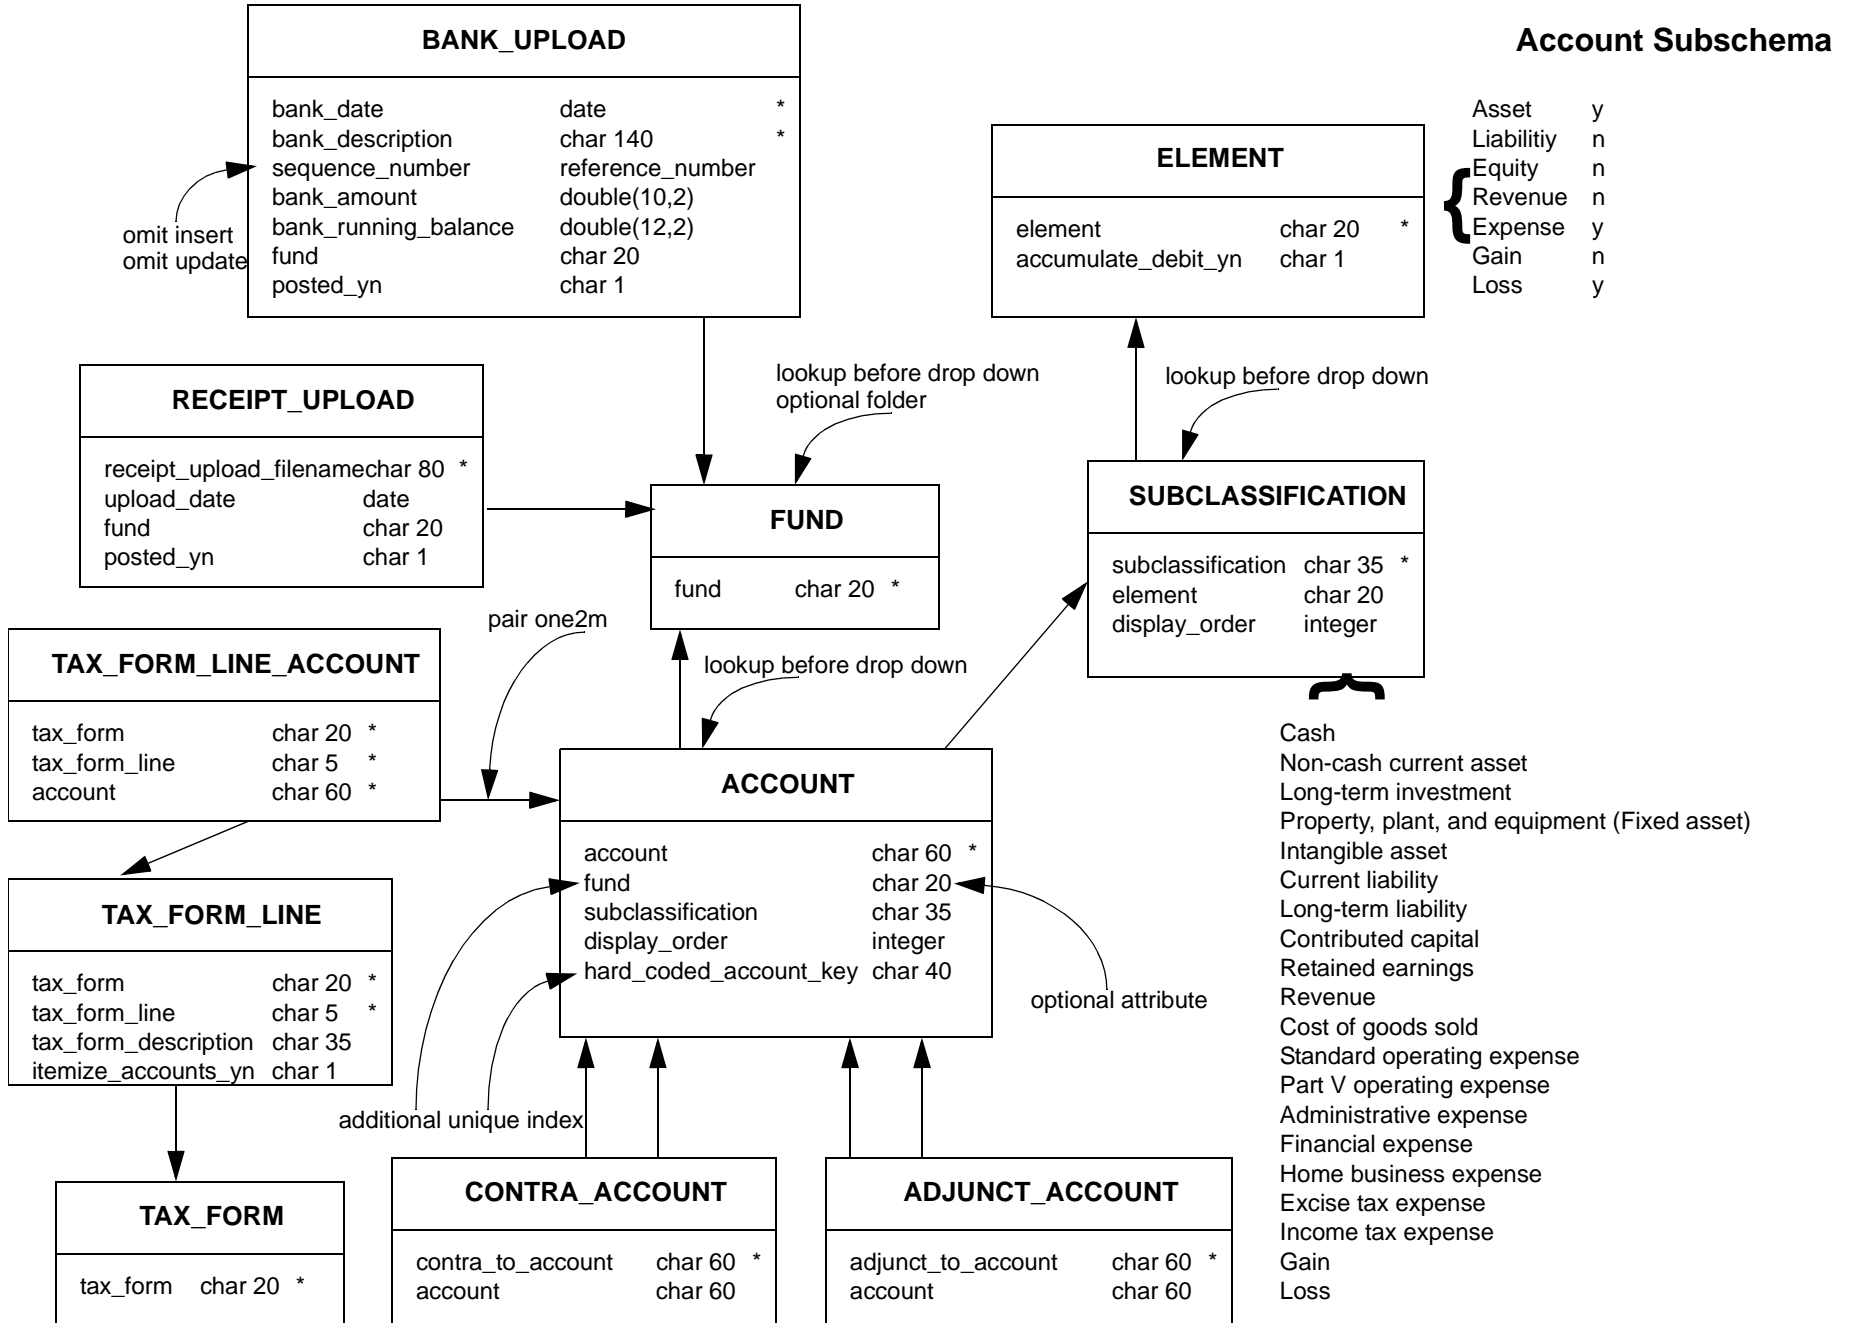 Account Subschema
BANK_UPLOAD
bank_date date *
bank_description char 140 *
sequence_number reference_number
bank_amount double(10,2)
bank_running_balance double(12,2)
fund char 20
posted_yn char 1
omit insert
omit update
ELEMENT
element char 20 *
accumulate_debit_yn char 1
Asset y
Liabilitiy n
Equity n
Revenue n
Expense y
Gain n
Loss y
{
RECEIPT_UPLOAD
receipt_upload_filenamechar 80 *
upload_date date
fund char 20
posted_yn char 1
lookup before drop down
optional folder
lookup before drop down
FUND
fund char 20 *
SUBCLASSIFICATION
subclassification char 35 *
element char 20
display_order integer
{
pair one2m
lookup before drop down
TAX_FORM_LINE_ACCOUNT
tax_form char 20 *
tax_form_line char 5 *
account char 60 *
ACCOUNT
account char 60 *
fund char 20
subclassification char 35
display_order integer
hard_coded_account_key char 40
optional attribute
additional unique index
TAX_FORM_LINE
tax_form char 20 *
tax_form_line char 5 *
tax_form_description char 35
itemize_accounts_yn char 1
TAX_FORM
tax_form char 20 *
CONTRA_ACCOUNT
contra_to_account char 60 *
account char 60
ADJUNCT_ACCOUNT
adjunct_to_account char 60 *
account char 60
Cash
Non-cash current asset
Long-term investment
Property, plant, and equipment (Fixed asset)
Intangible asset
Current liability
Long-term liability
Contributed capital
Retained earnings
Revenue
Cost of goods sold
Standard operating expense
Part V operating expense
Administrative expense
Financial expense
Home business expense
Excise tax expense
Income tax expense
Gain
Loss